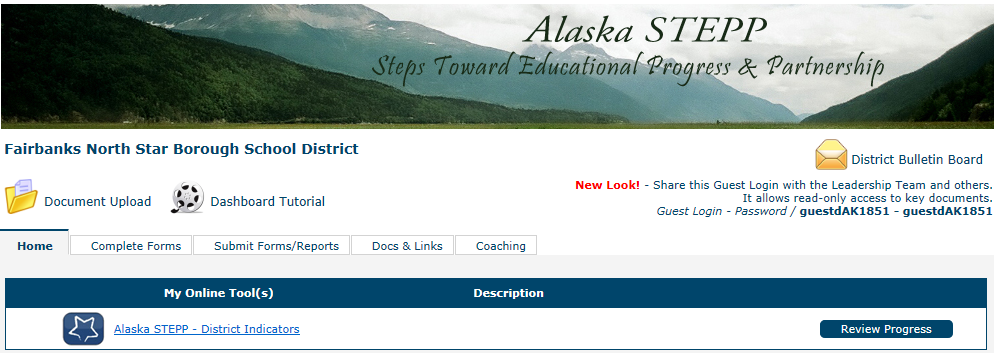 Alaska STEPP
Steps Toward Educational Progress & Partnership
Fairbanks North Star Borough School District
District Bulletin Board
Document Upload
Dashboard Tutorial
New Look! - Share this Guest Login with the Leadership Team and others.
It allows read-only access to key documents.
Guest Login - Password / guestdAK1851 - guestdAK1851
Home
Complete Forms
Submit Forms/Reports
Docs & Links
Coaching
My Online Tool(s)
Description
Alaska STEPP - District Indicators
Review Progress